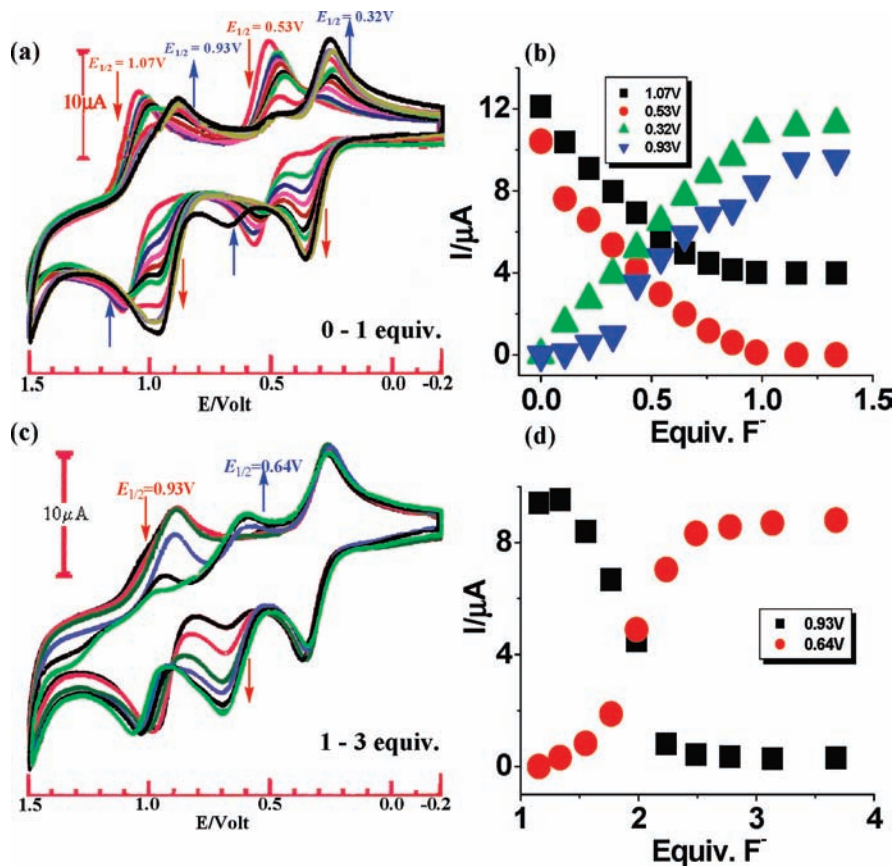 (a)
E1/2=1.07V
E1/2=0.93V
E1/2=0.53V
E1/2=0.32V
10μA
0 - 1 equiv.
1.5 1.0 0.5 0.0 -0.2
E/Volt
(b)
1.07V
0.53V
0.32V
0.93V
I/μA
12
8
4
0
0.0 0.5 1.0 1.5
Equiv. F-
(c)
E1/2=0.93V
E1/2=0.64V
10μA
1 - 3 equiv.
1.5 1.0 0.5 0.0 -0.2
E/Volt
(d)
0.93V
0.64V
I/μA
8
4
0
1 2 3 4
Equiv. F-